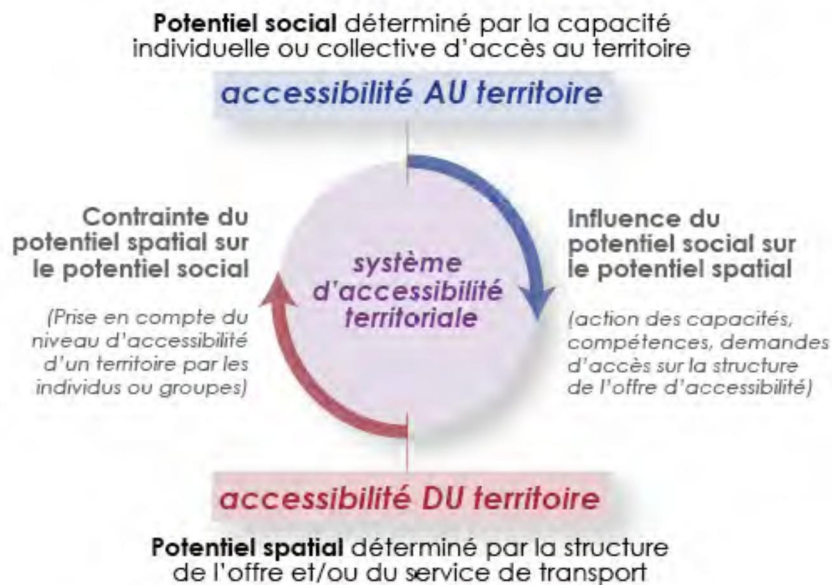 Potentiel social déterminé par la capacité
individuelle ou collective d'accès au territoire
accessibilité AU territoire
Contrainte du
potentiel spatial sur
le potentiel social
(Prise en compte du
niveau d'accessibilité
d'un territoire par les
individus ou groupes)
système
d'accessibilité
territoriale
Influence du
potentiel social sur
le potentiel spatial
(action des capacités,
compétences, demandes
d'accès sur la structure
de l'offre d'accessibilité)
accessibilité DU territoire
Potentiel spatial déterminé par la structure
de l'offre et/ou du service de transport